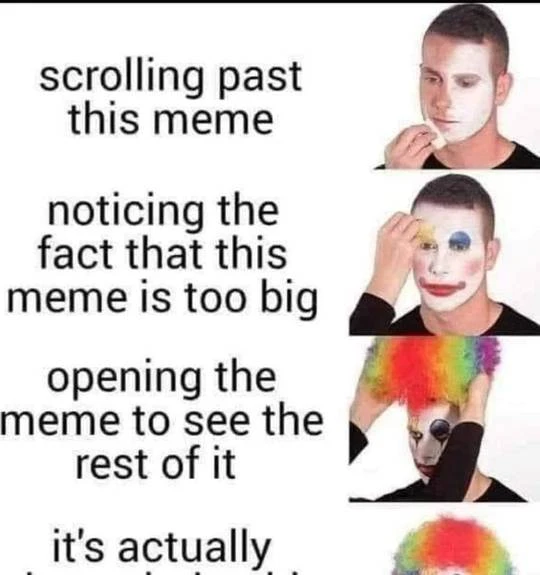 scrolling past
this meme
noticing the
fact that this
meme is too big
opening the
meme to see the
rest of it
it's actually